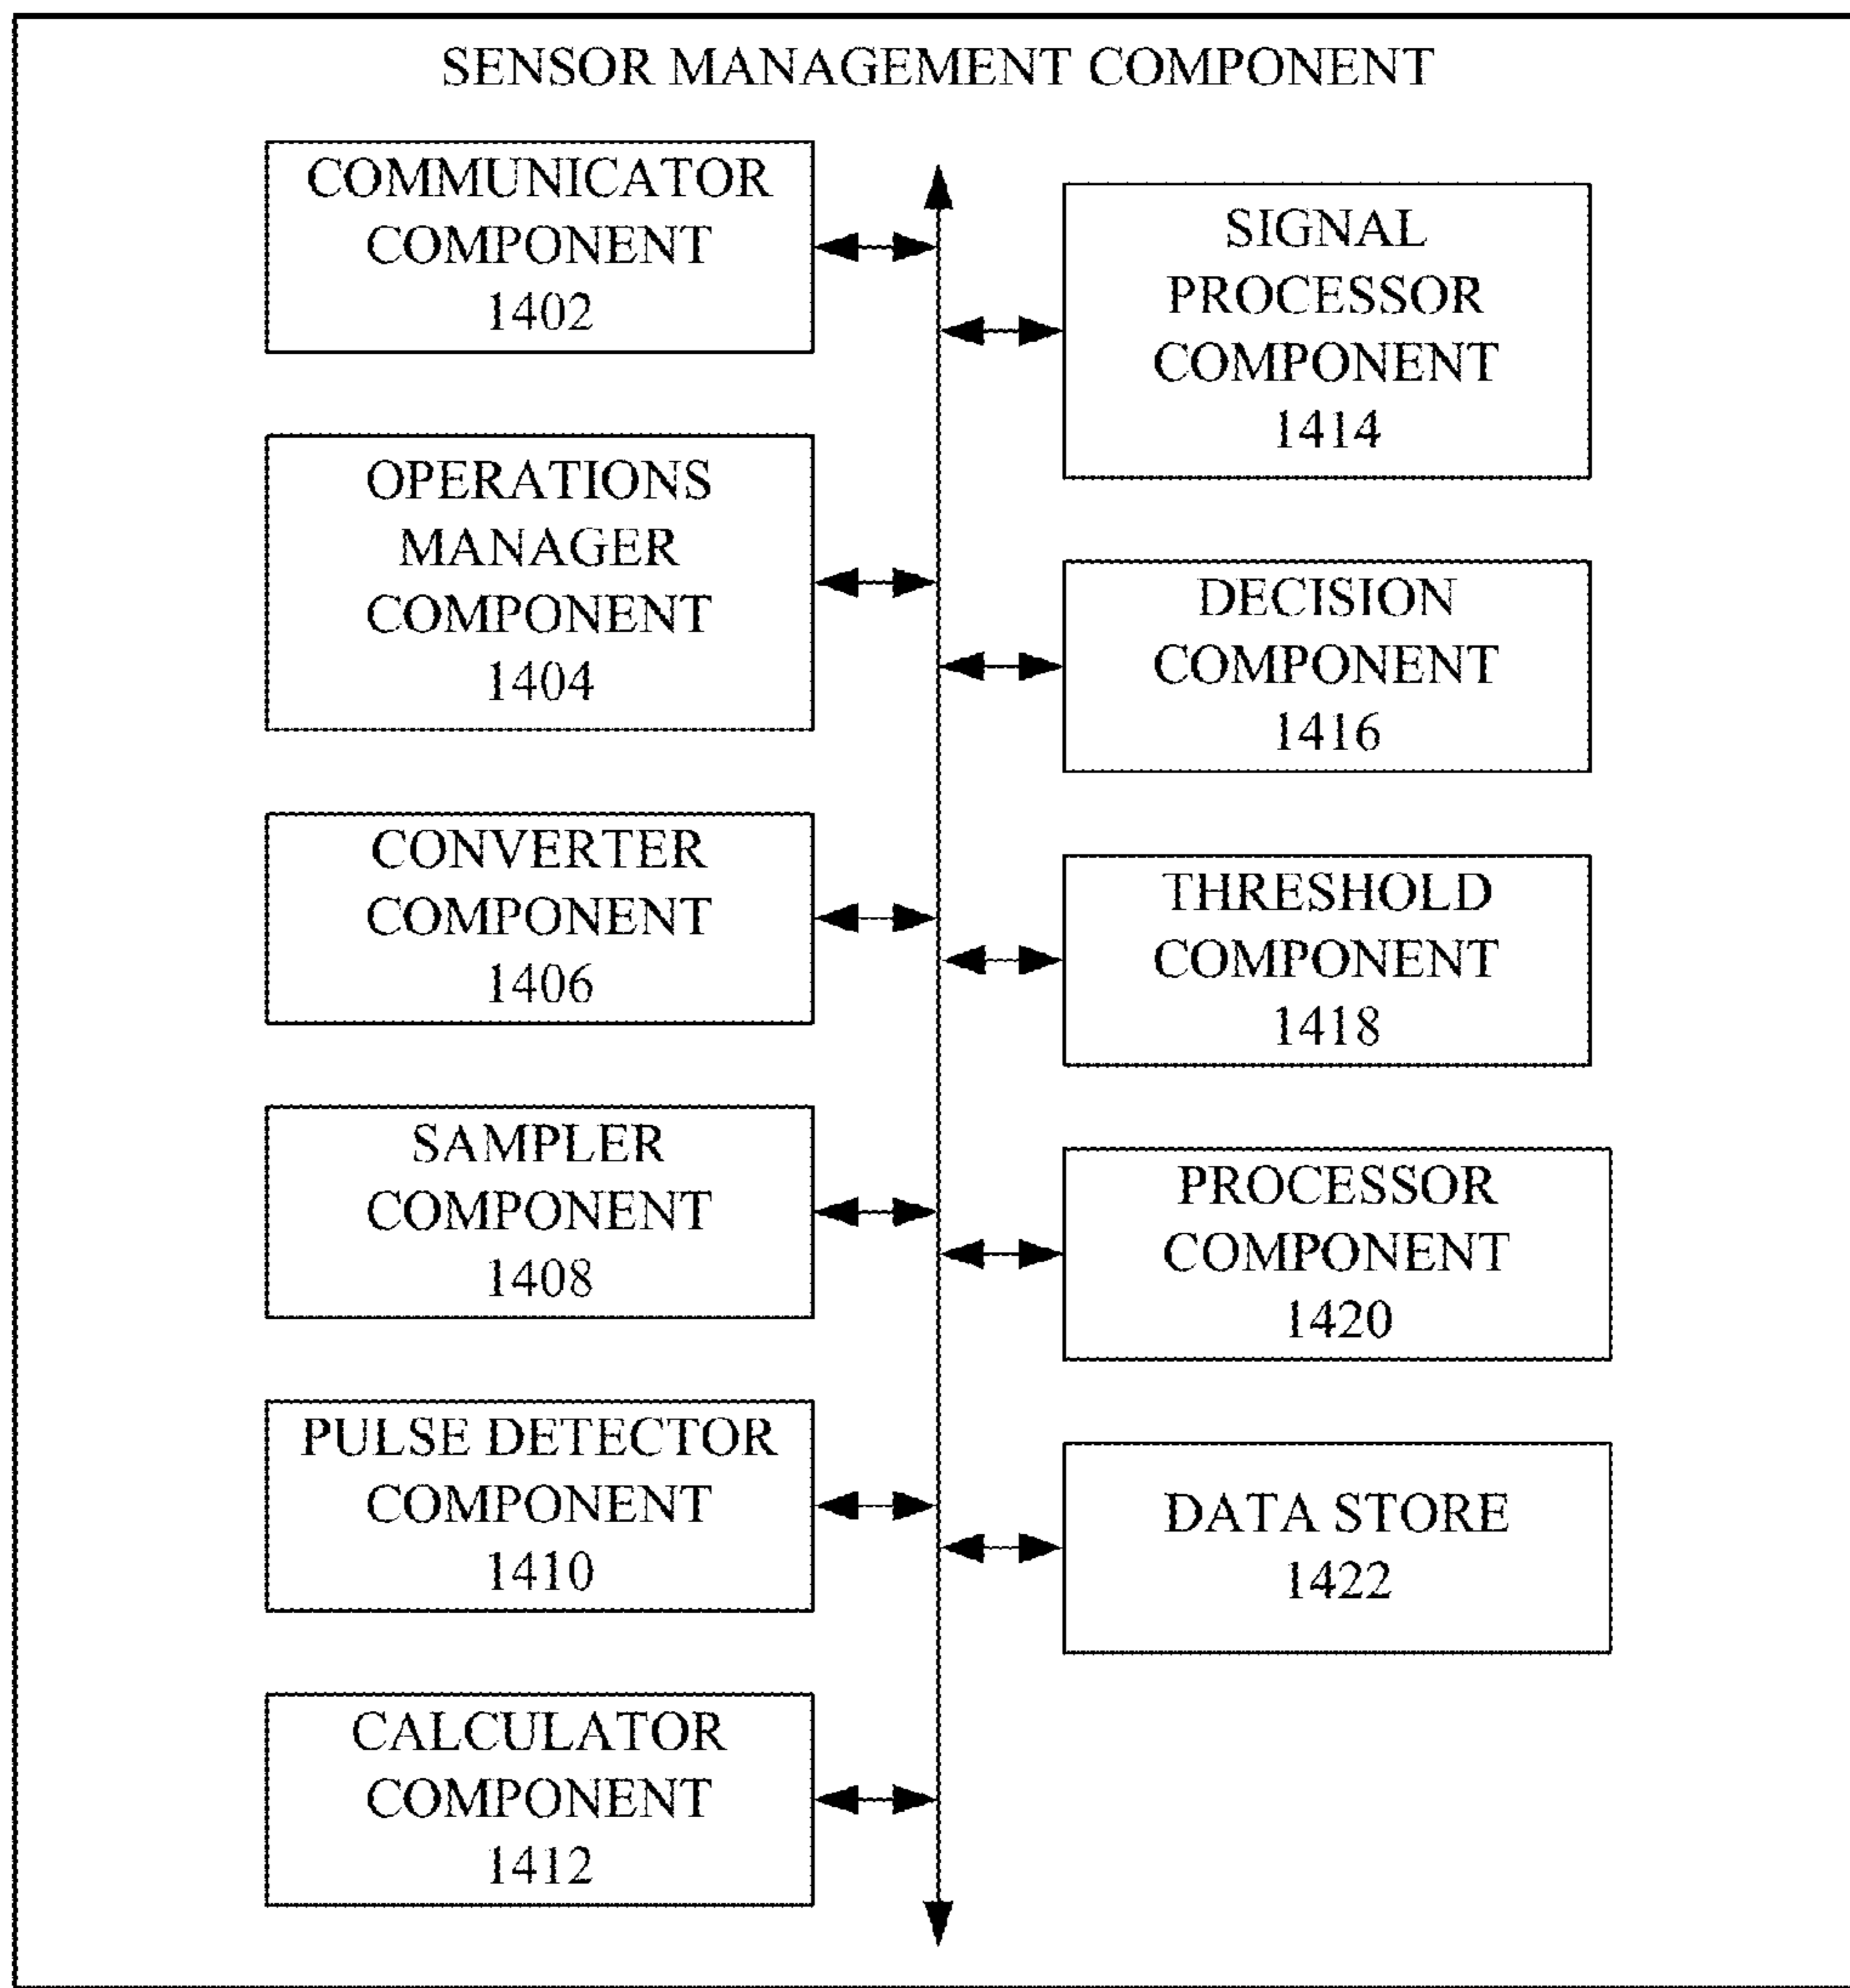 SENSOR MANAGEMENT COMPONENT
COMMUNICATOR
COMPONENT
1402
OPERATIONS
MANAGER
COMPONENT
1404
CONVERTER
COMPONENT
1406
SAMPLER
COMPONENT
1408
PULSE DETECTOR
COMPONENT
1410
CALCULATOR
COMPONENT
1412
SIGNAL
PROCESSOR
COMPONENT
1414
DECISION
COMPONENT
1416
THRESHOLD
COMPONENT
1418
PROCESSOR
COMPONENT
1420
DATA STORE
1422